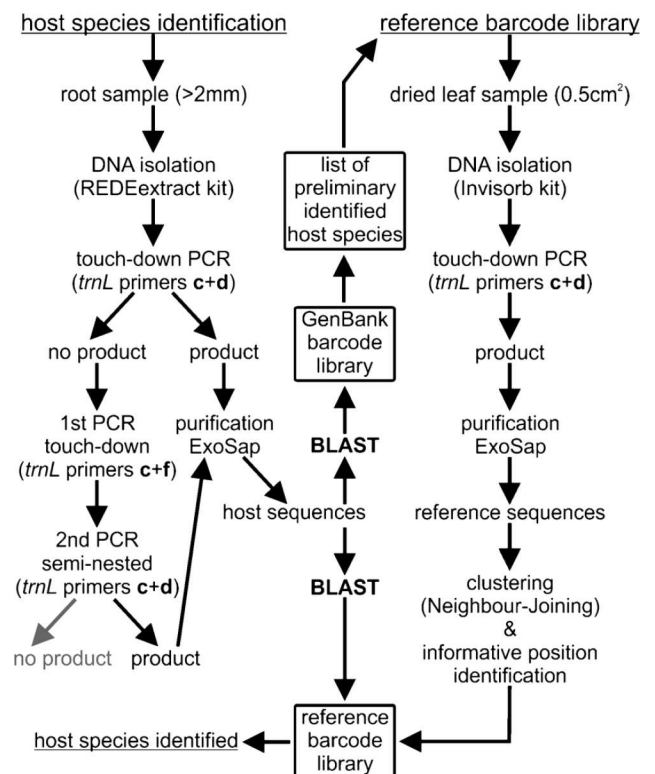 host species identification
root sample (>2mm)
DNA isolation
(REDEextract kit)
touch-down PCR
(trnL primers c+d)
no product
product
1st PCR
touch-down
(trnL primers c+f)
purification
ExoSap
2nd PCR
semi-nested
(trnL primers c+d)
no product
product
host sequences
BLAST
GenBank
barcode
library
list of
preliminary
identified
host species
BLAST
reference barcode library
dried leaf sample (0.5cm²)
DNA isolation
(Invisorb kit)
touch-down PCR
(trnL primers c+d)
product
purification
ExoSap
reference sequences
clustering
(Neighbour-Joining)
&
informative position
identification
reference
barcode
library
host species identified